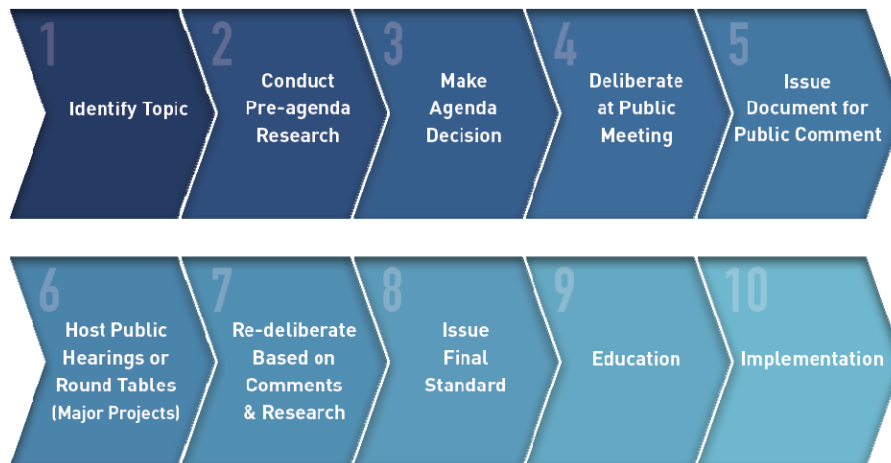 1
Identify Topic
2
Conduct
Pre-agenda
Research
3
Make
Agenda
Decision
4
Deliberate
at Public
Meeting
5
Issue
Document for
Public Comment
6
Host Public
Hearings or
Round Tables
(Major Projects)
7
Re-deliberate
Based on
Comments
& Research
8
Issue
Final
Standard
9
Education
10
Implementation